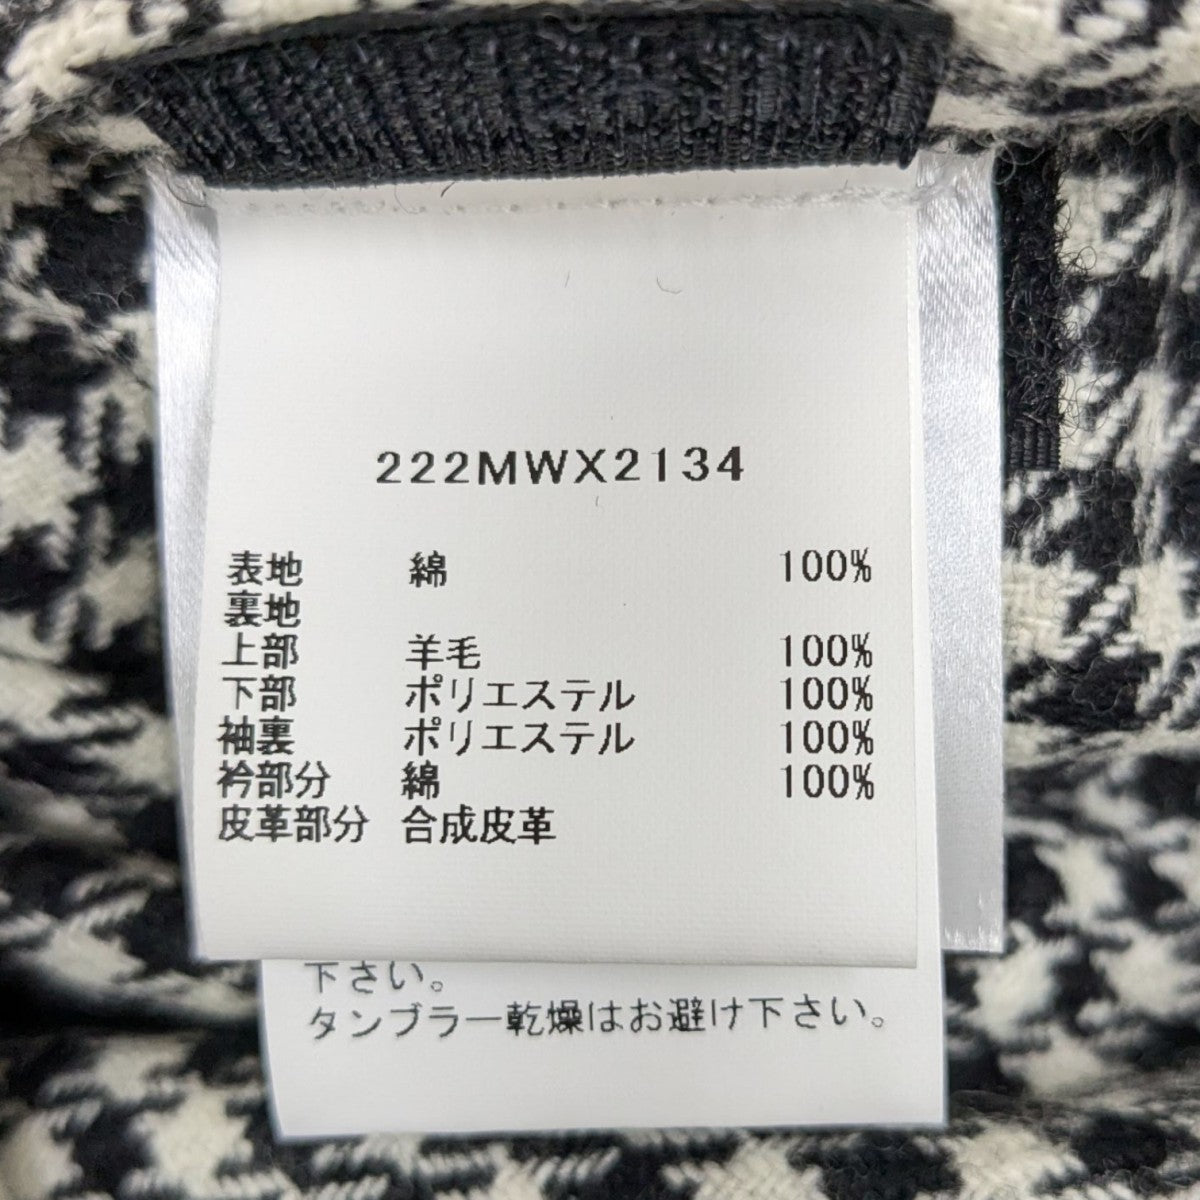 222MWX2134
表地 綿 100%
裏地
上部 羊毛 100%
下部 ポリエステル 100%
袖裏 ポリエステル 100%
衿部分 綿 100%
皮革部分 合成皮革
下さい。
タンブラー乾燥はお避け下さい。